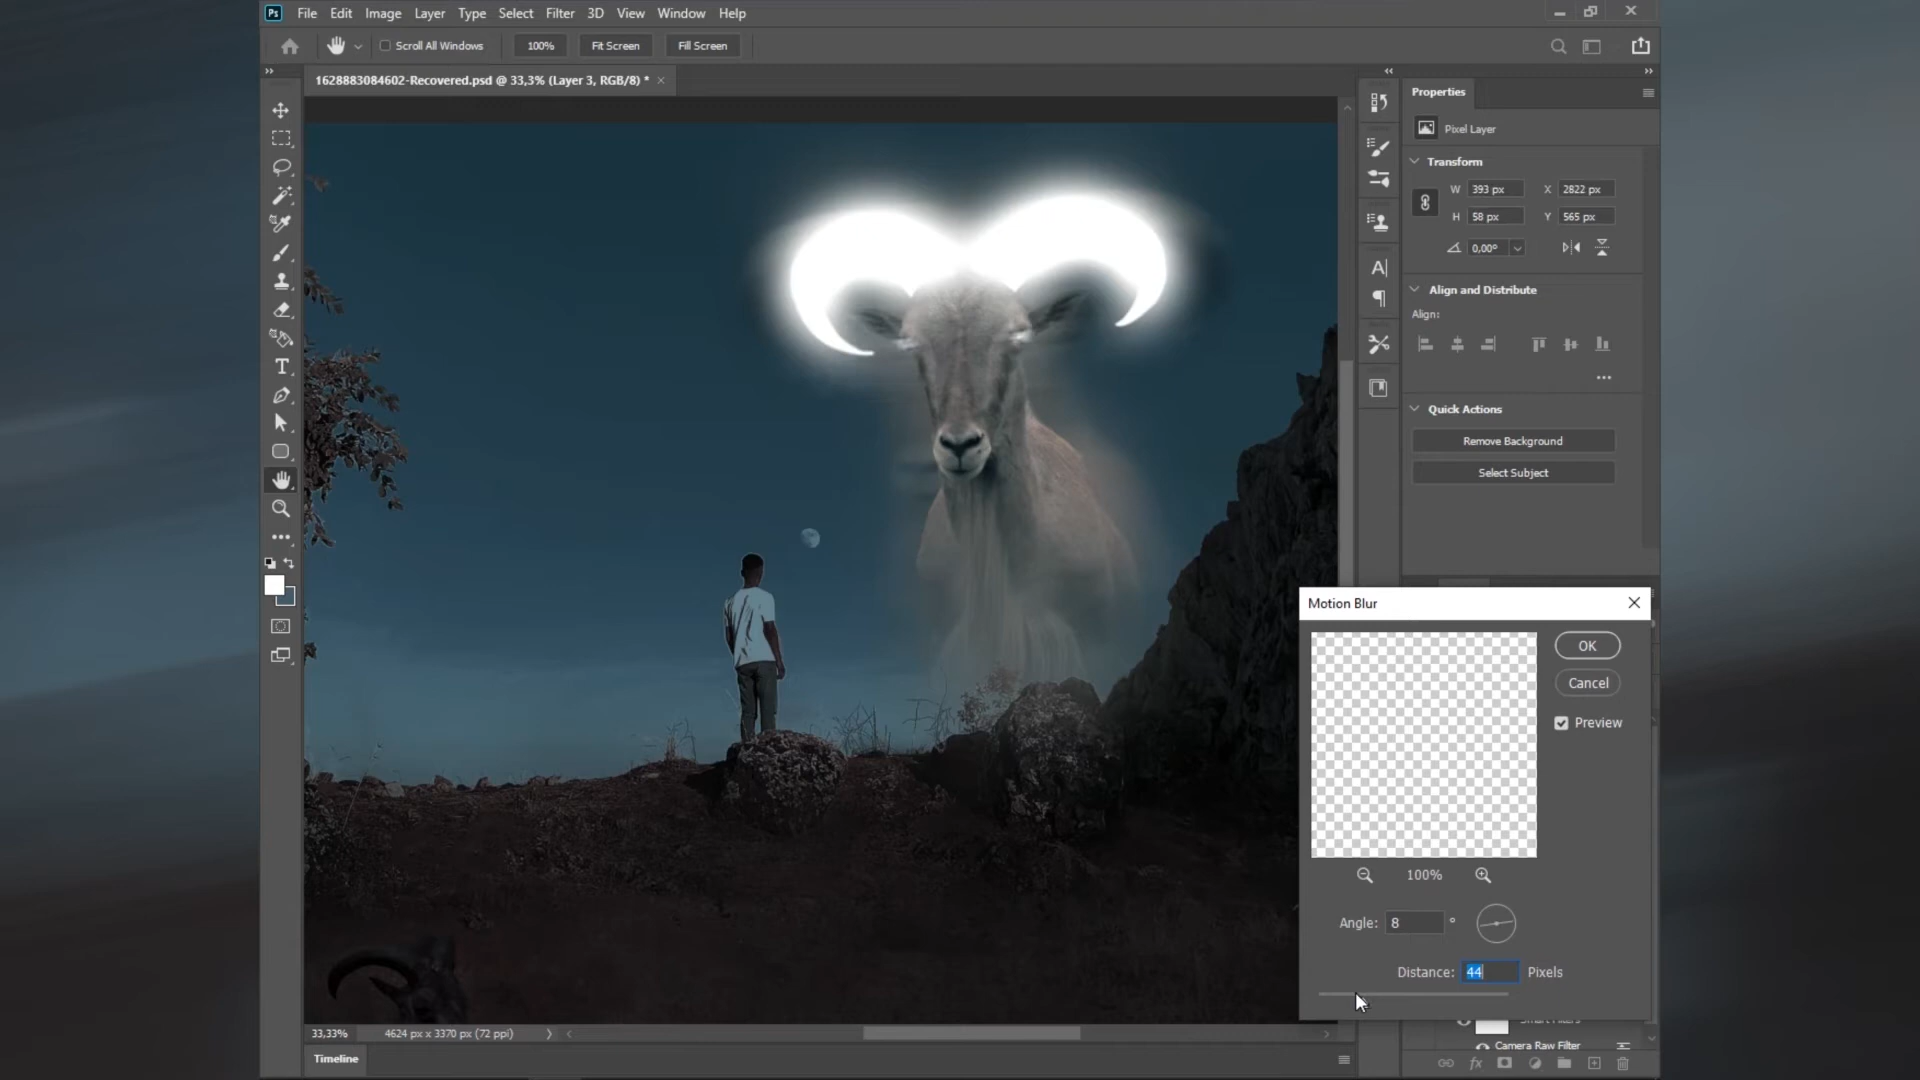 Ps File Edit Image Layer Type Select Filter 3D View Window Help
Scroll All Windows 100% Fit Screen Fill Screen
1628883084602-Recovered.psd @ 33,3% (Layer 3, RGB/8) *
Properties
Pixel Layer
Transform
W 393 px X 2822 px
H 58 px Y 565 px
0,00°
Align and Distribute
Align:
Quick Actions
Remove Background
Select Subject
Motion Blur
OK
Cancel
Preview
100%
Angle: 8 °
Distance: 44 Pixels
Smart Filters
Camera Raw Filter
33,33% 4624 px x 3370 px (72 ppi)
Timeline